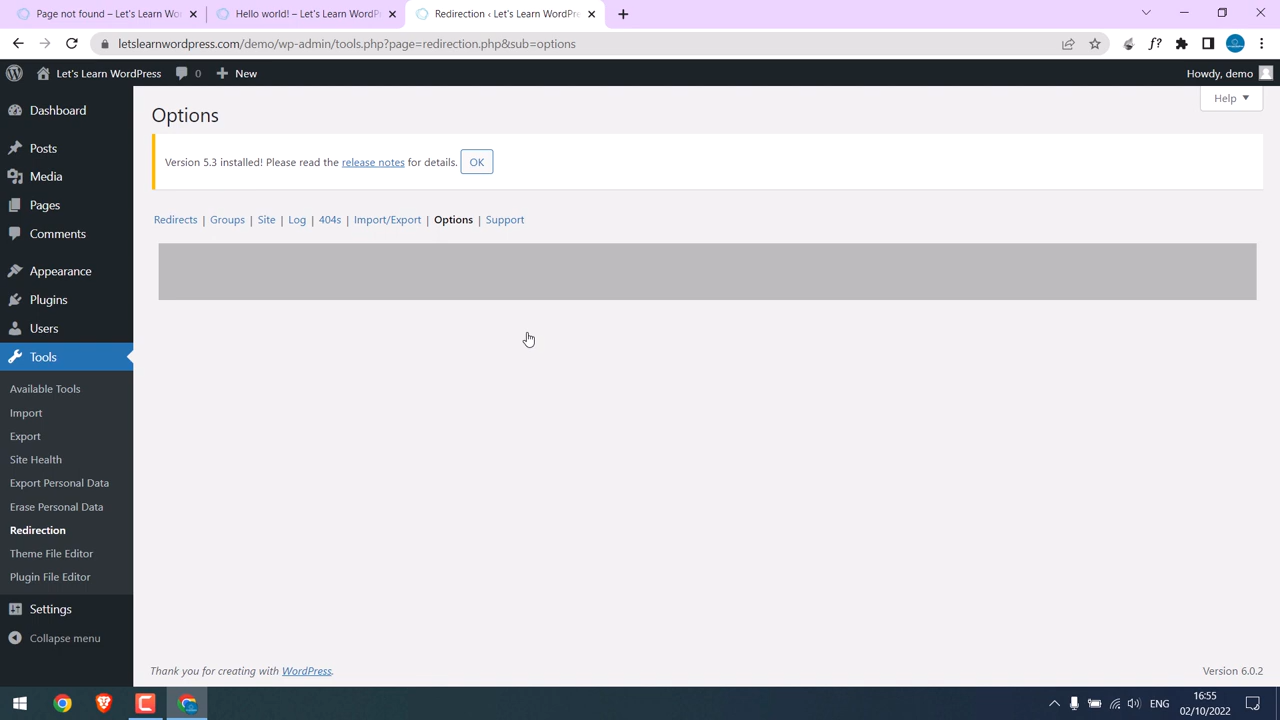 Page not found – Let's Learn Wo
Hello world! – Let's Learn WordP
Redirection ‹ Let's Learn WordPre
letslearnwordpress.com/demo/wp-admin/tools.php?page=redirection.php&sub=options
Let's Learn WordPress
0
New
Howdy, demo
Dashboard
Posts
Media
Pages
Comments
Appearance
Plugins
Users
Tools
Available Tools
Import
Export
Site Health
Export Personal Data
Erase Personal Data
Redirection
Theme File Editor
Plugin File Editor
Settings
Collapse menu
Help
Options
Version 5.3 installed! Please read the release notes for details. OK
Redirects | Groups | Site | Log | 404s | Import/Export | Options | Support
Thank you for creating with WordPress.
Version 6.0.2
ENG
16:55
02/10/2022